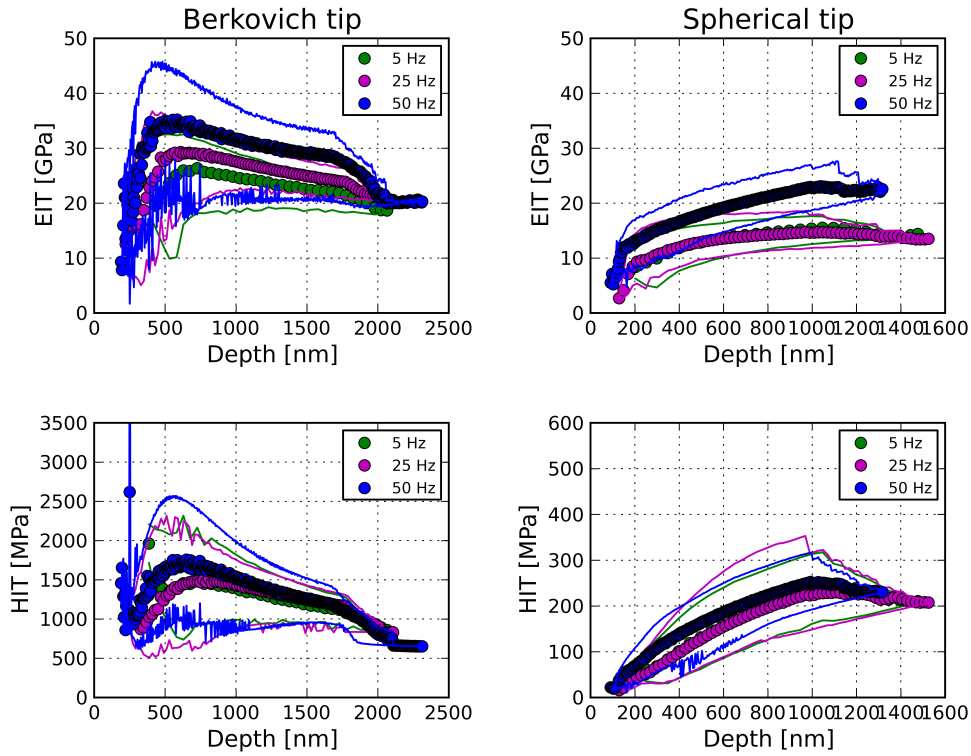 Berkovich tip
Spherical tip
EIT [GPa]
50
40
30
20
10
0
0 500 1000 1500 2000 2500
Depth [nm]
5 Hz
25 Hz
50 Hz
EIT [GPa]
50
40
30
20
10
0
0 200 400 600 800 1000 1200 1400 1600
Depth [nm]
5 Hz
25 Hz
50 Hz
HIT [MPa]
3500
3000
2500
2000
1500
1000
500
0
0 500 1000 1500 2000 2500
Depth [nm]
5 Hz
25 Hz
50 Hz
HIT [MPa]
600
500
400
300
200
100
0
0 200 400 600 800 1000 1200 1400 1600
Depth [nm]
5 Hz
25 Hz
50 Hz